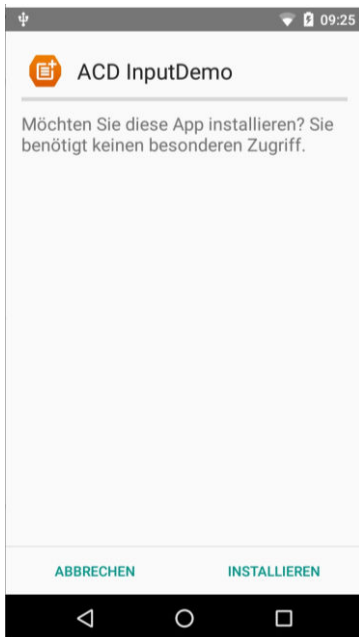 09:25
ACD InputDemo
Möchten Sie diese App installieren? Sie
benötigt keinen besonderen Zugriff.
ABBRECHEN
INSTALLIEREN